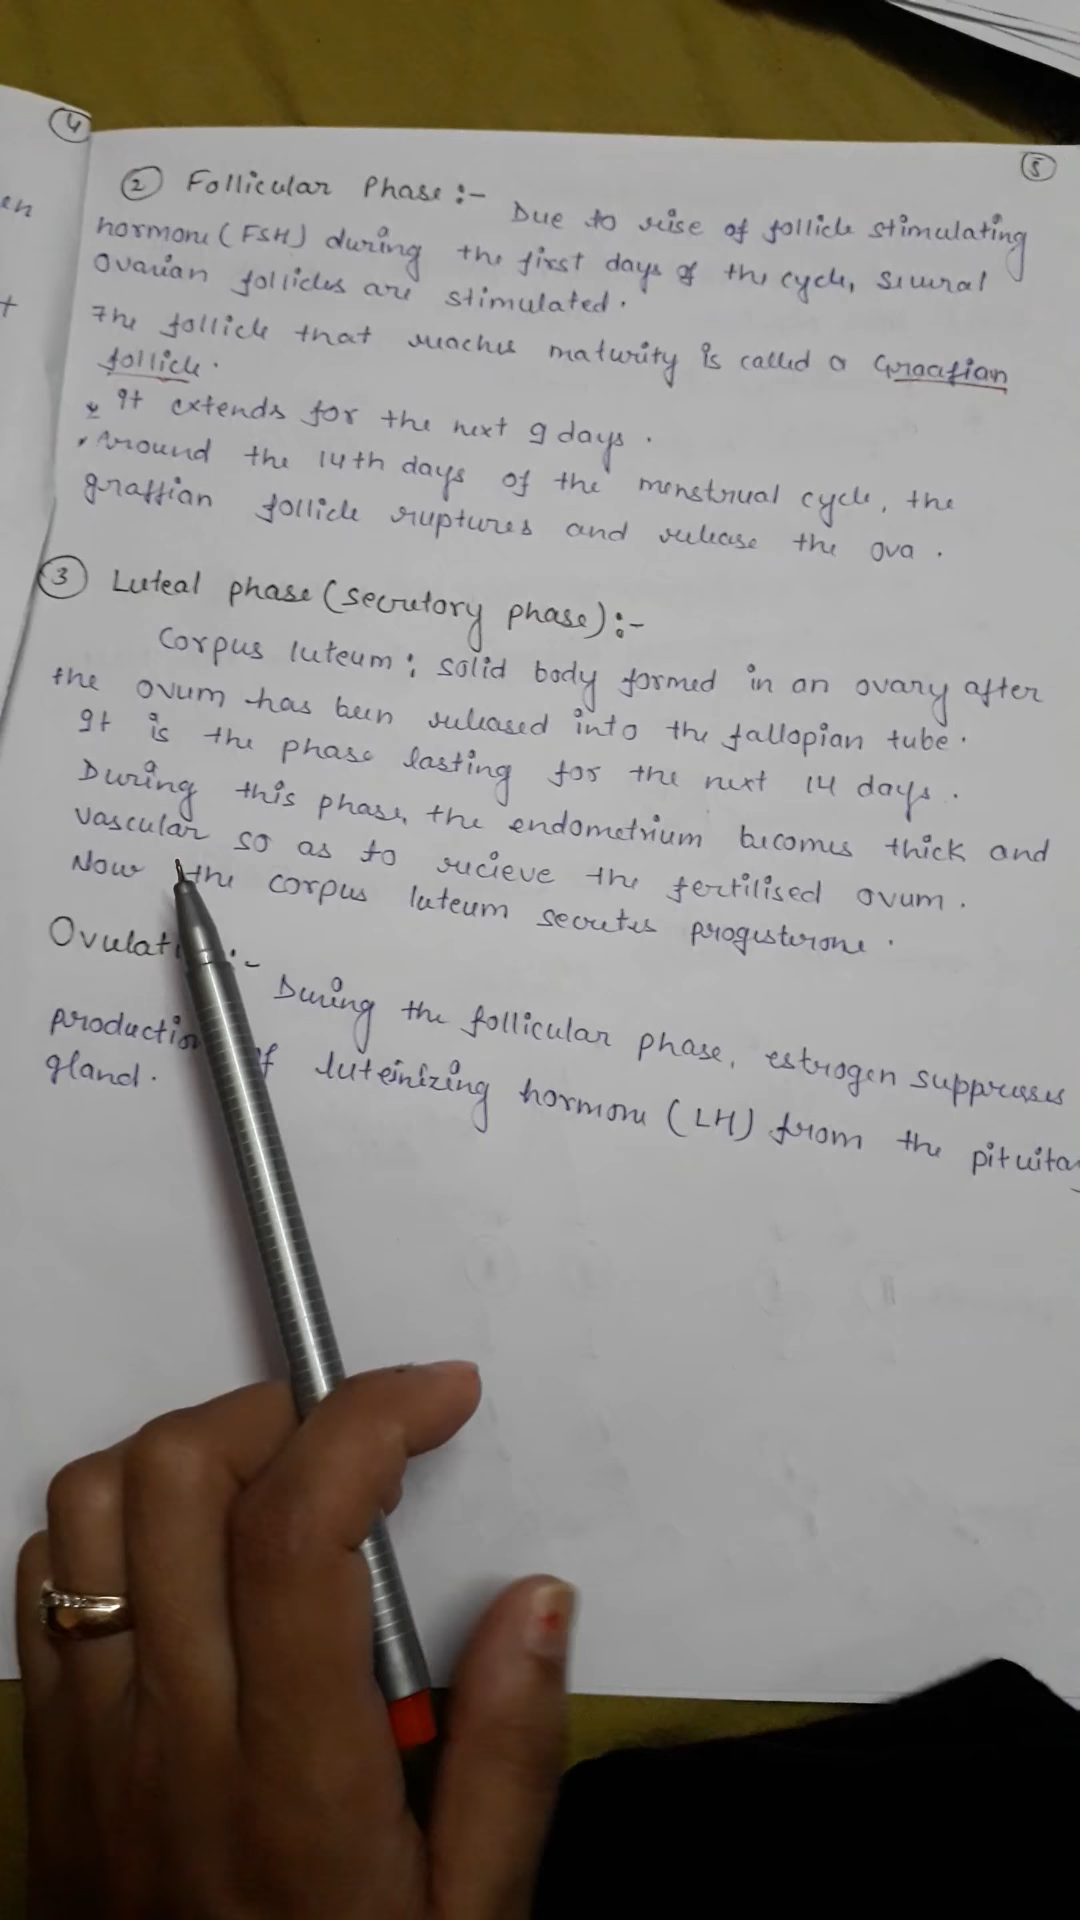 4
5
en
t
2 Follicular Phase:-
Due to rise of follicle stimulating
hormone (FSH) during the first days of the cycle, several
ovarian follicles are stimulated.
The follicle that reaches maturity is called a Graafian
follicle.
It extends for the next 9 days.
Around the 14th days of the menstrual cycle, the
graffian follicle ruptures and release the ova.
3 Luteal phase (secretory phase):-
Corpus luteum: solid body formed in an ovary after
the ovum has been released into the fallopian tube.
It is the phase lasting for the next 14 days.
During this phase, the endometrium becomes thick and
vascular so as to recieve the fertilised ovum.
Now the corpus luteum secretes progesterone.
Ovulati :-
During the follicular phase, estrogen suppresses
productio f luteinizing hormone (LH) from the pituita
gland.